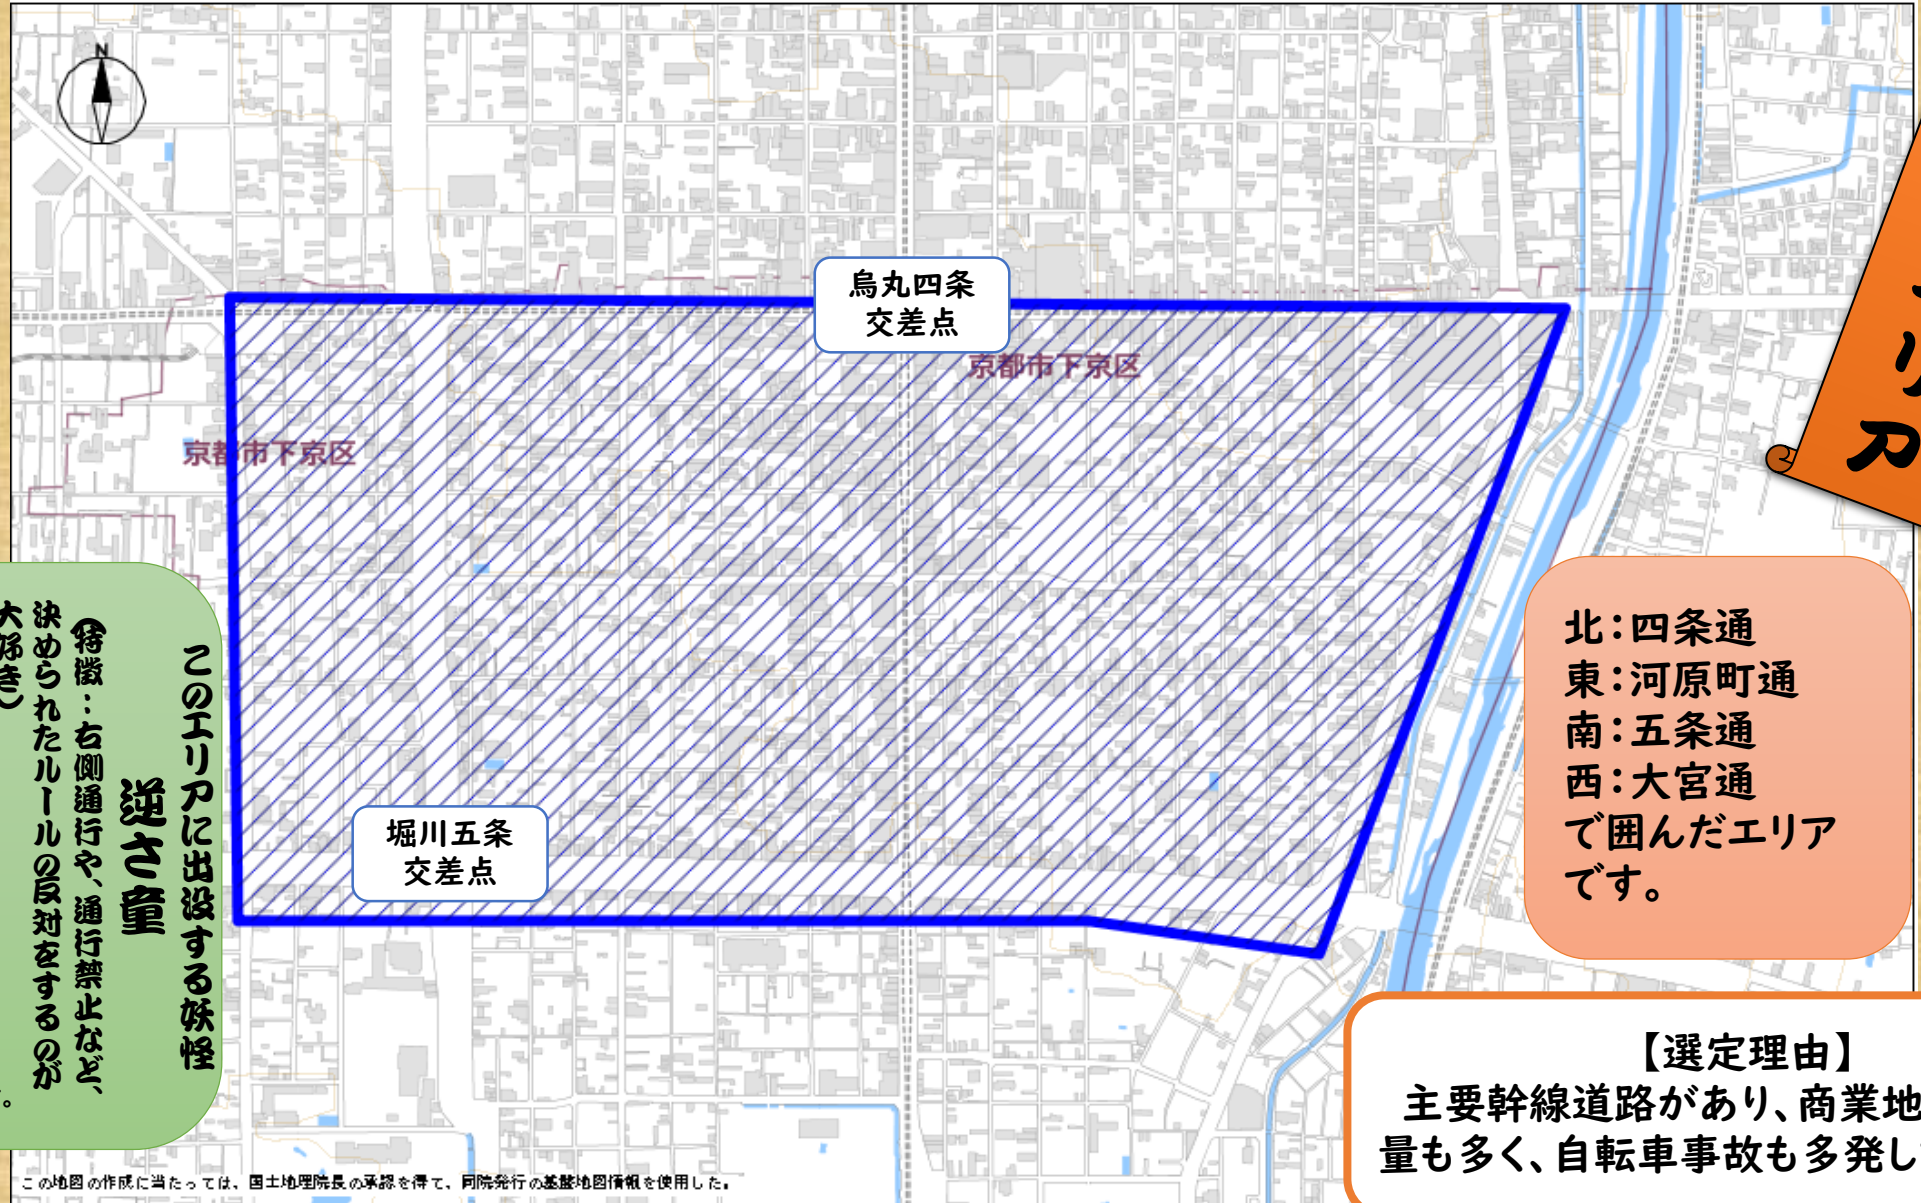 N
烏丸四条
交差点
京都市下京区
京都市下京区
堀川五条
交差点
リ
北：四条通
東：河原町通
南：五条通
西：大宮通
で囲んだエリア
です。
このエリアに出没する妖怪
逆さ童
（特徴：右側通行や、通行禁止など、
決められたルールの反対をするのが
大好き）
【選定理由】
主要幹線道路があり、商業地
量も多く、自転車事故も多発し
この地図の作成に当たっては、国土地理院長の承認を得て、同院発行の基盤地図情報を使用した。